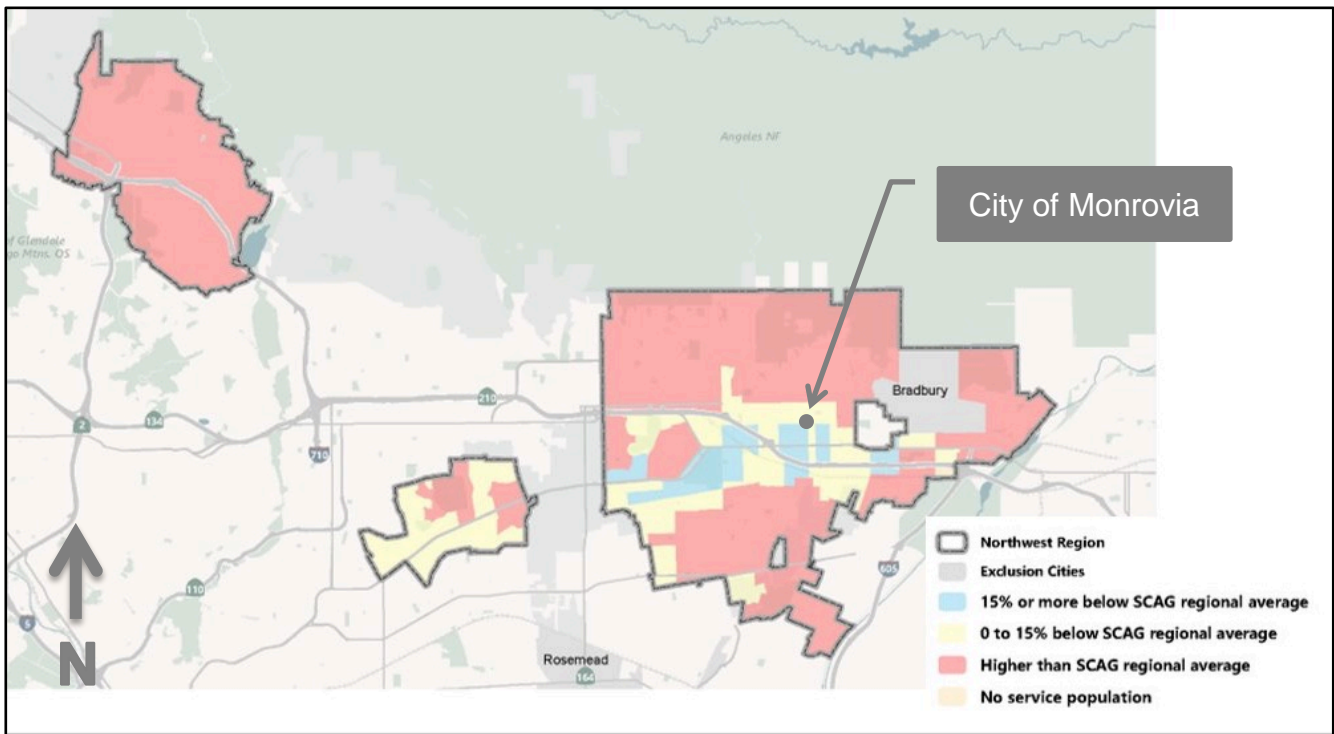 Angeles NF
City of Monrovia
of Glendale
go Mtns. OS
Bradbury
210
2
134
710
605
110
5
Rosemead
164
N
Northwest Region
Exclusion Cities
15% or more below SCAG regional average
0 to 15% below SCAG regional average
Higher than SCAG regional average
No service population